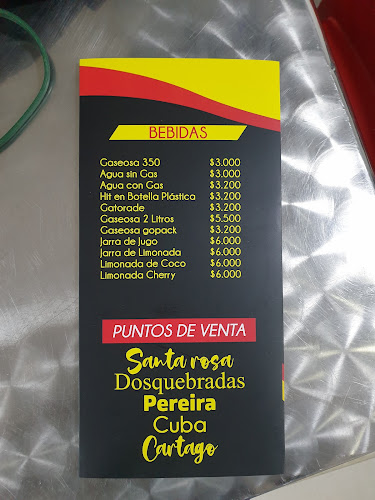 BEBIDAS
Gaseosa 350 $3.000
Agua sin Gas $3.000
Agua con Gas $3.200
Hit en Botella Plástica $3.200
Gatorade $3.200
Gaseosa 2 Litros $5.500
Gaseosa gopack $3.200
Jarra de Jugo $6.000
Jarra de Limonada $6.000
Limonada de Coco $6.000
Limonada Cherry $6.000
PUNTOS DE VENTA
Santa rosa
Dosquebradas
Pereira
Cuba
Cartago